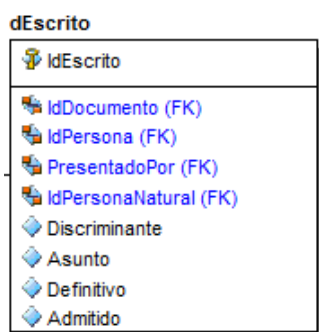 dEscrito
IdEscrito
IdDocumento (FK)
IdPersona (FK)
PresentadoPor (FK)
IdPersonaNatural (FK)
Discriminante
Asunto
Definitivo
Admitido